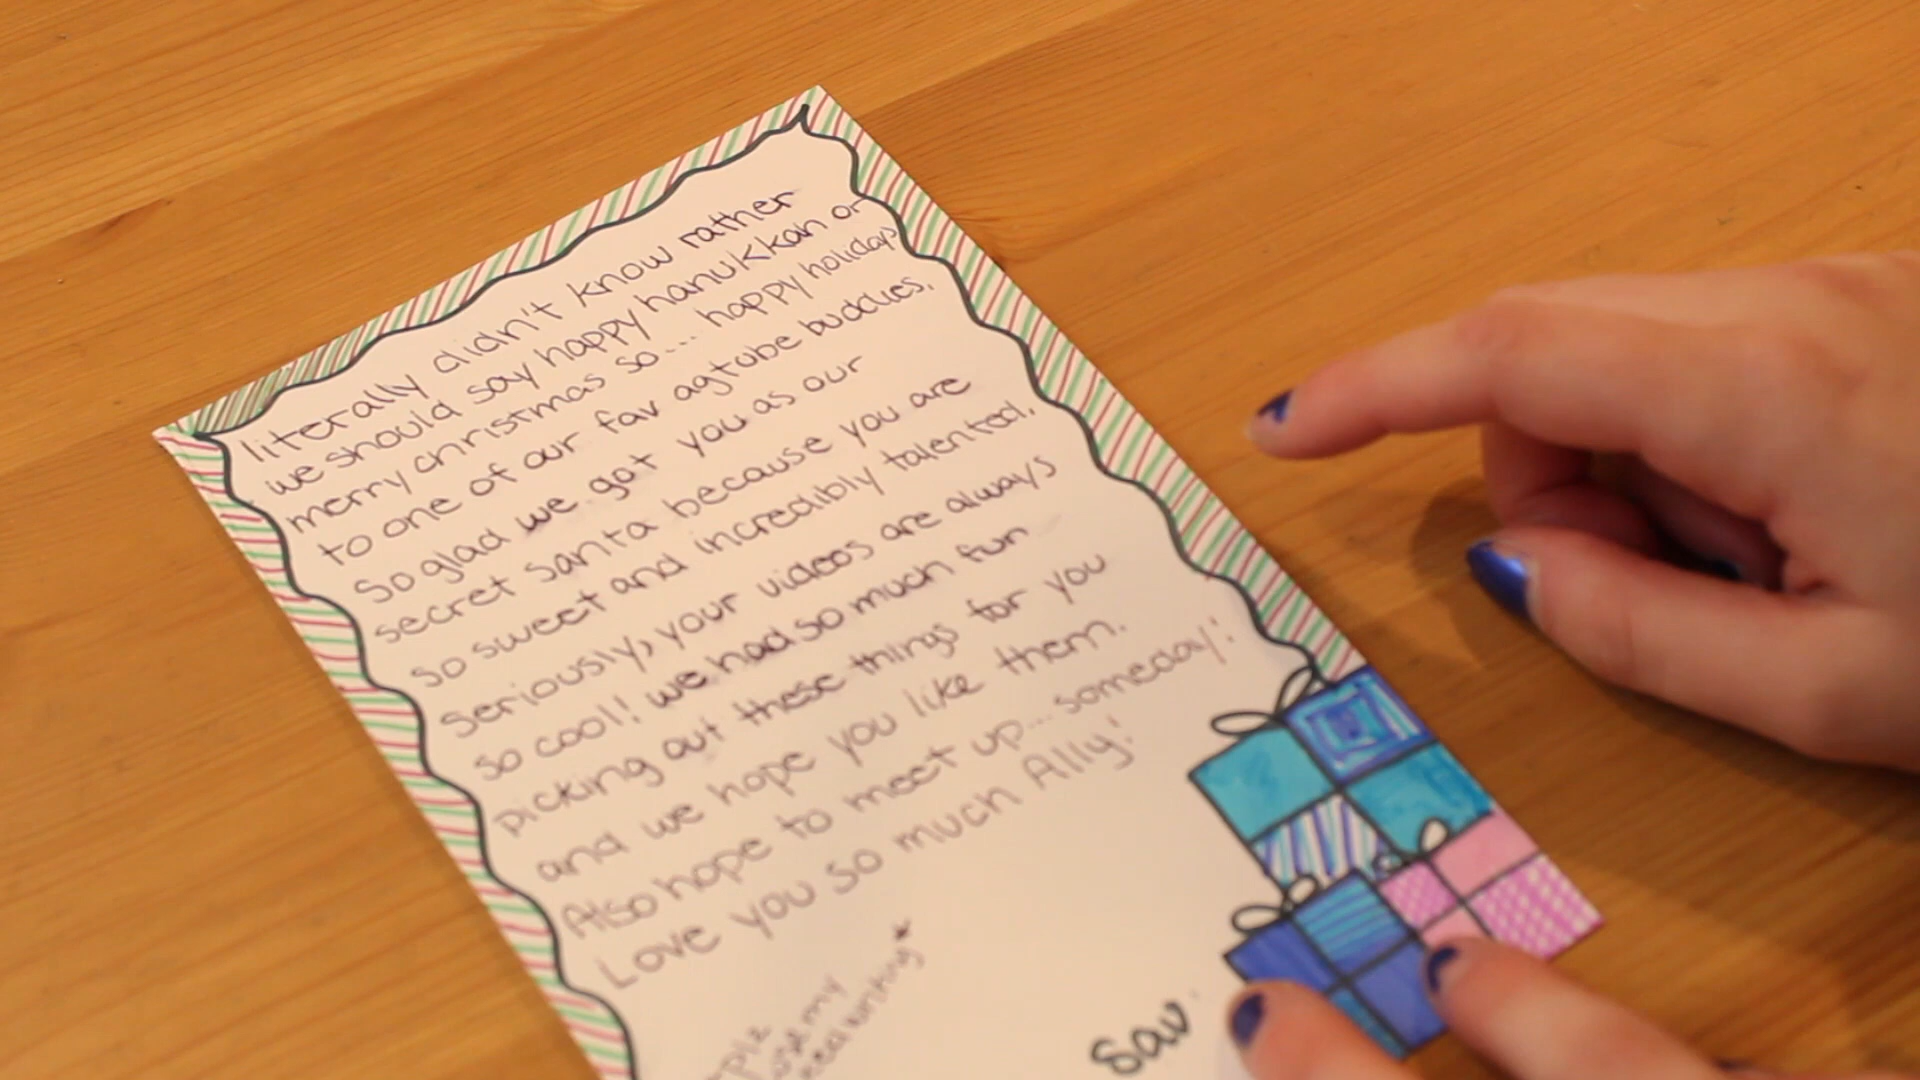 literally didn't know rather
we should say happy hanukkah or
merry christmas so... happy holidays
to one of our fav agtube buddies.
So glad we got you as our
secret santa because you are
so sweet and incredibly talented.
Seriously, your videos are always
so cool! we had so much fun
picking out these things for you
and we hope you like them.
Also hope to meet up... someday!
Love you so much Ally!
my
writing*
Sav.